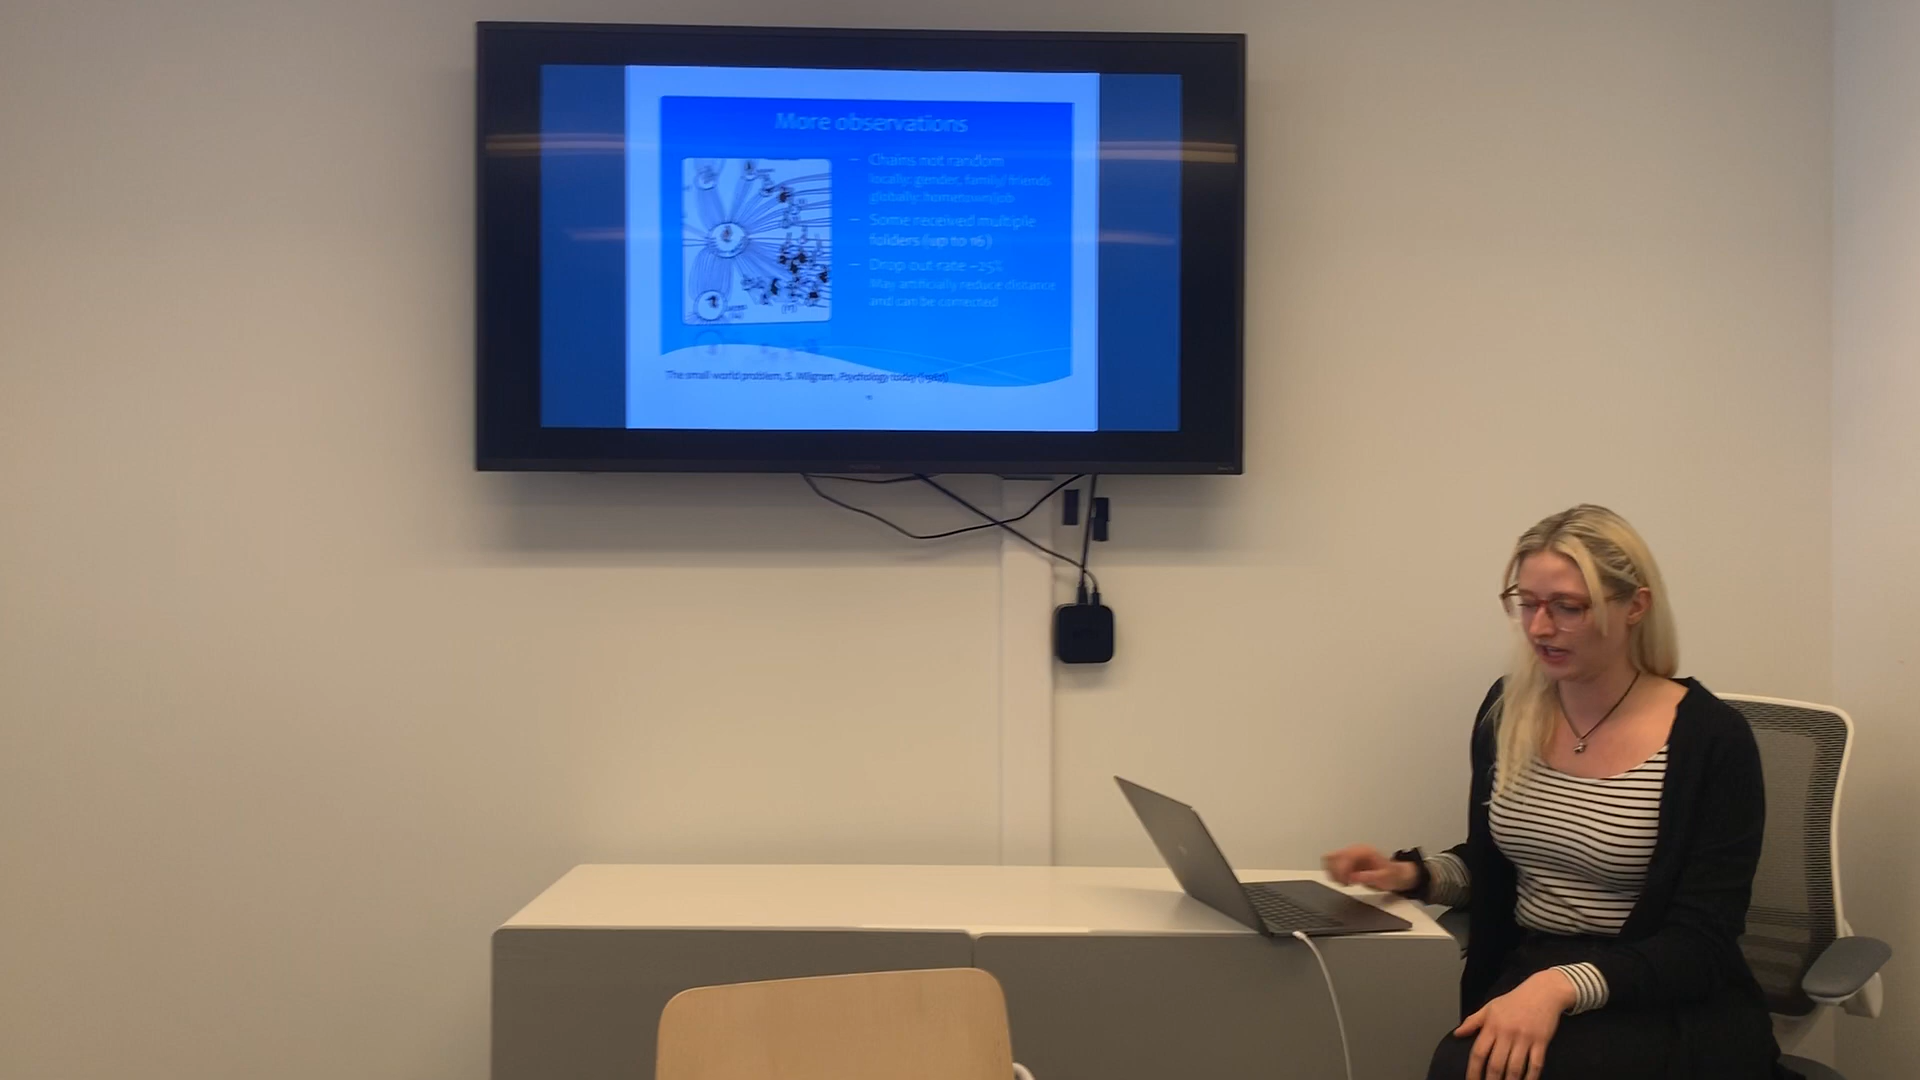 More observations
– Chains not random
locally: gender, family/friends
globally: hometown/job
– Some received multiple
folders (up to 16)
– Drop out rate ~25%
May artificially reduce distance
and can be corrected
The small world problem, S. Milgram, Psychology today (1967)